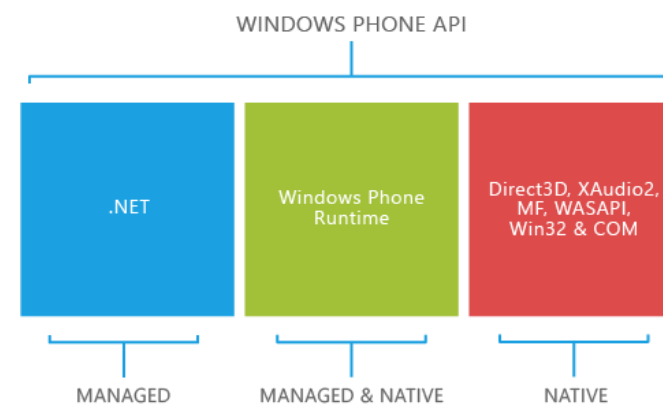 WINDOWS PHONE API
.NET
Windows Phone
Runtime
Direct3D, XAudio2,
MF, WASAPI,
Win32 & COM
MANAGED
MANAGED & NATIVE
NATIVE